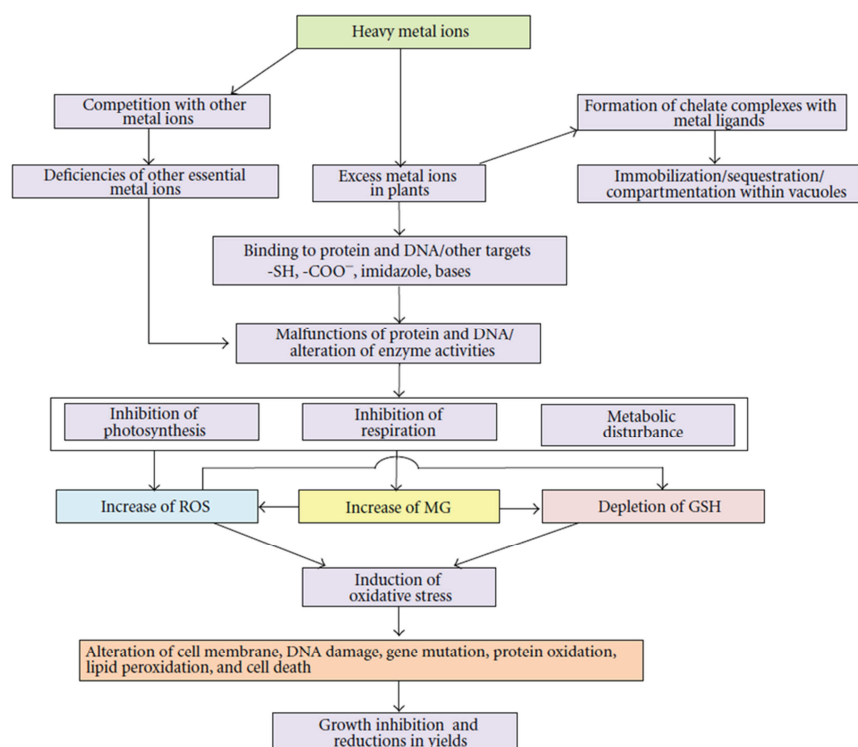 Heavy metal ions
Competition with other
metal ions
Formation of chelate complexes with
metal ligands
Deficiencies of other essential
metal ions
Excess metal ions
in plants
Immobilization/sequestration/
compartmentation within vacuoles
Binding to protein and DNA/other targets
-SH, -COO⁻, imidazole, bases
Malfunctions of protein and DNA/
alteration of enzyme activities
Inhibition of
photosynthesis
Inhibition of
respiration
Metabolic
disturbance
Increase of ROS
Increase of MG
Depletion of GSH
Induction of
oxidative stress
Alteration of cell membrane, DNA damage, gene mutation, protein oxidation,
lipid peroxidation, and cell death
Growth inhibition and
reductions in yields